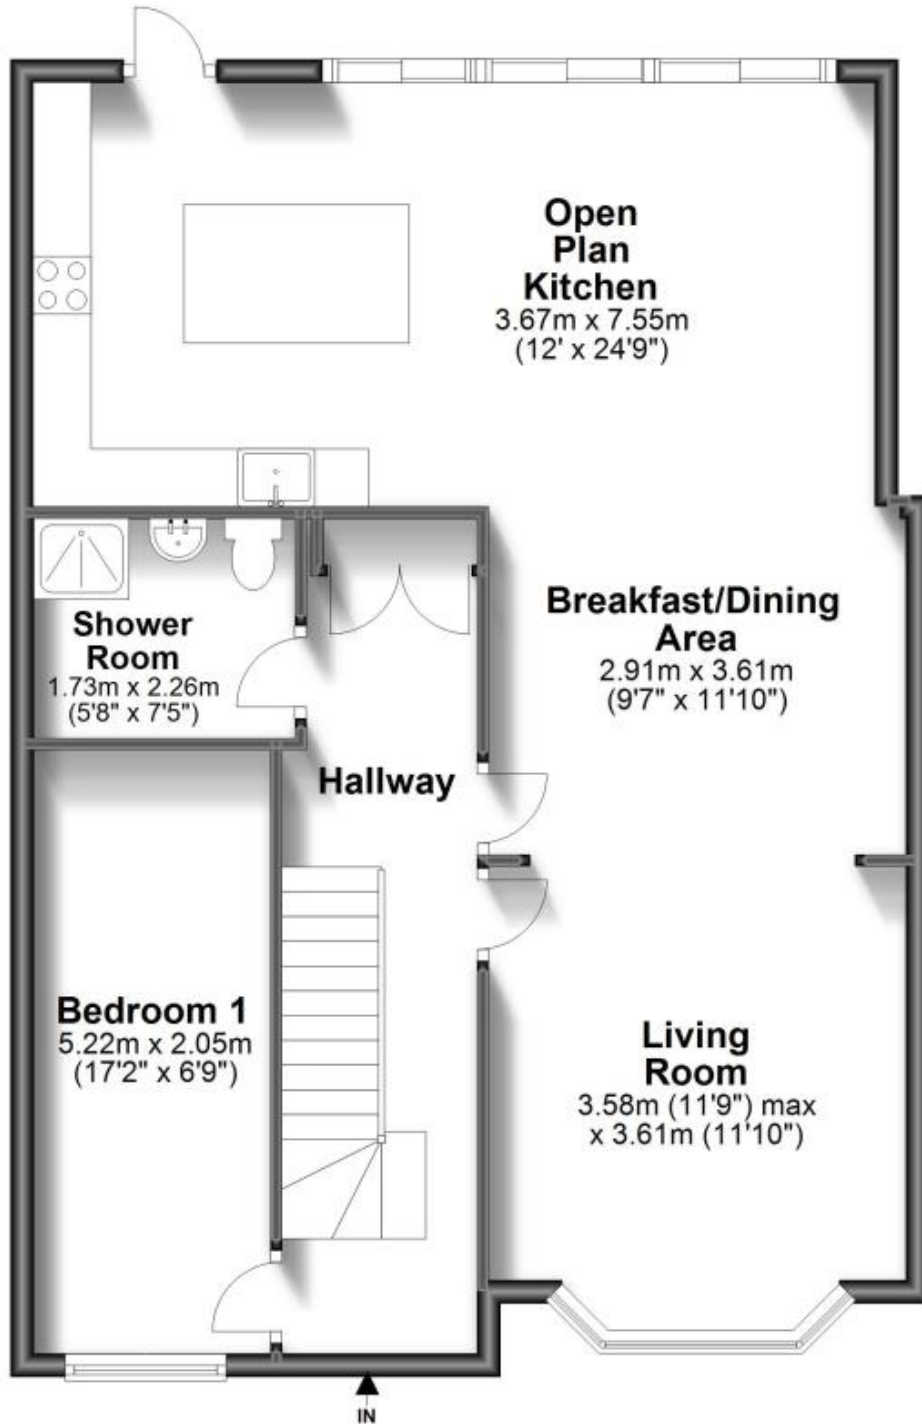 Open
Plan
Kitchen
3.67m x 7.55m
(12' x 24'9")
Breakfast/Dining
Area
2.91m x 3.61m
(9'7" x 11'10")
Shower
Room
1.73m x 2.26m
(5'8" x 7'5")
Hallway
Bedroom 1
5.22m x 2.05m
(17'2" x 6'9")
Living
Room
3.58m (11'9") max
x 3.61m (11'10")
IN